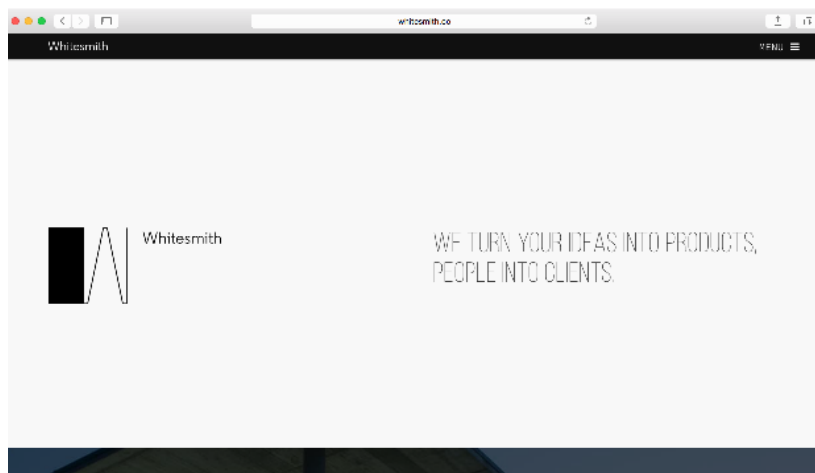 whitesmith.co
Whitesmith
MENU
Whitesmith
WE TURN YOUR IDEAS INTO PRODUCTS,
PEOPLE INTO CLIENTS.